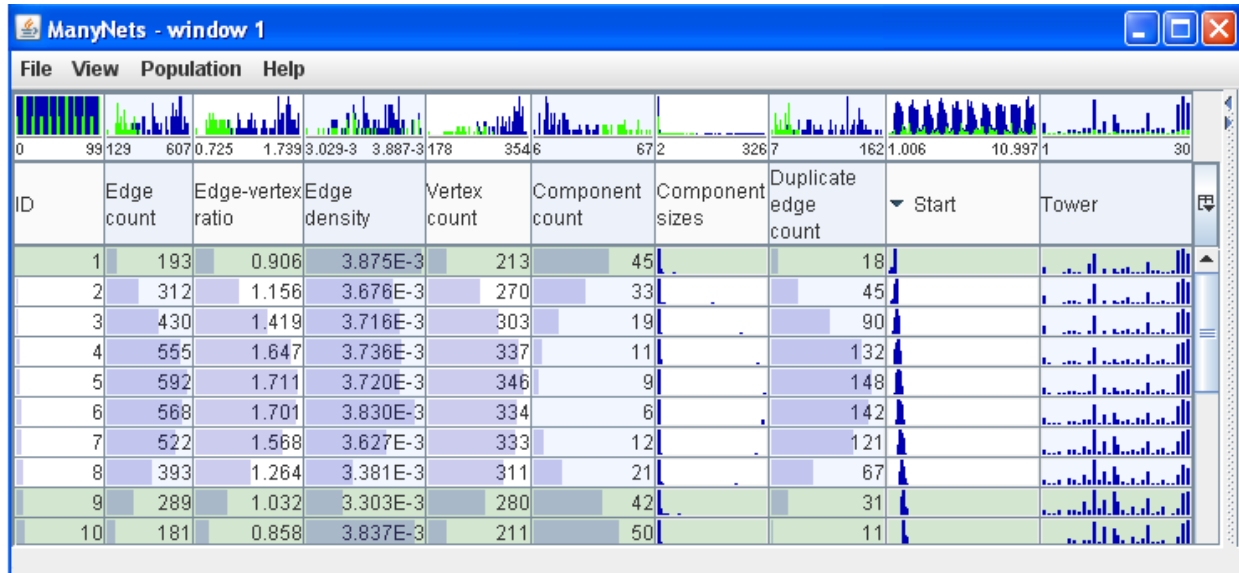 ManyNets - window 1
File View Population Help
0 99 129 607 0.725 1.739 3.029-3 3.887-3 178 354 6 67 2 326 7 162 1.006 10.997 1 30
ID Edge count Edge-vertex ratio Edge density Vertex count Component count Component sizes Duplicate edge count Start Tower
1 193 0.906 3.875E-3 213 45 18
2 312 1.156 3.676E-3 270 33 45
3 430 1.419 3.716E-3 303 19 90
4 555 1.647 3.736E-3 337 11 132
5 592 1.711 3.720E-3 346 9 148
6 568 1.701 3.830E-3 334 6 142
7 522 1.568 3.627E-3 333 12 121
8 393 1.264 3.381E-3 311 21 67
9 289 1.032 3.303E-3 280 42 31
10 181 0.858 3.837E-3 211 50 11